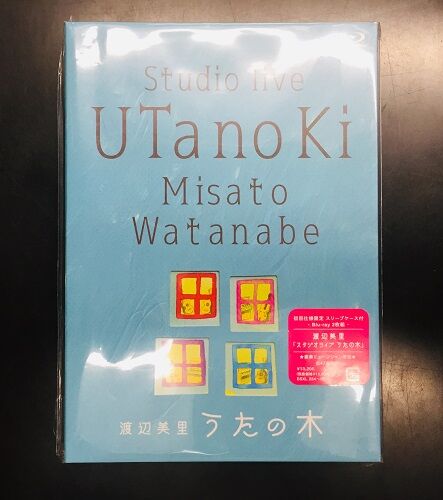 Studio live
UTanoKi
Misato
Watanabe
初回仕様限定 スリーブケース付
- Blu-ray 2枚組 -
渡辺美里
「スタジオライブ うたの木」
渡辺美里 うたの木